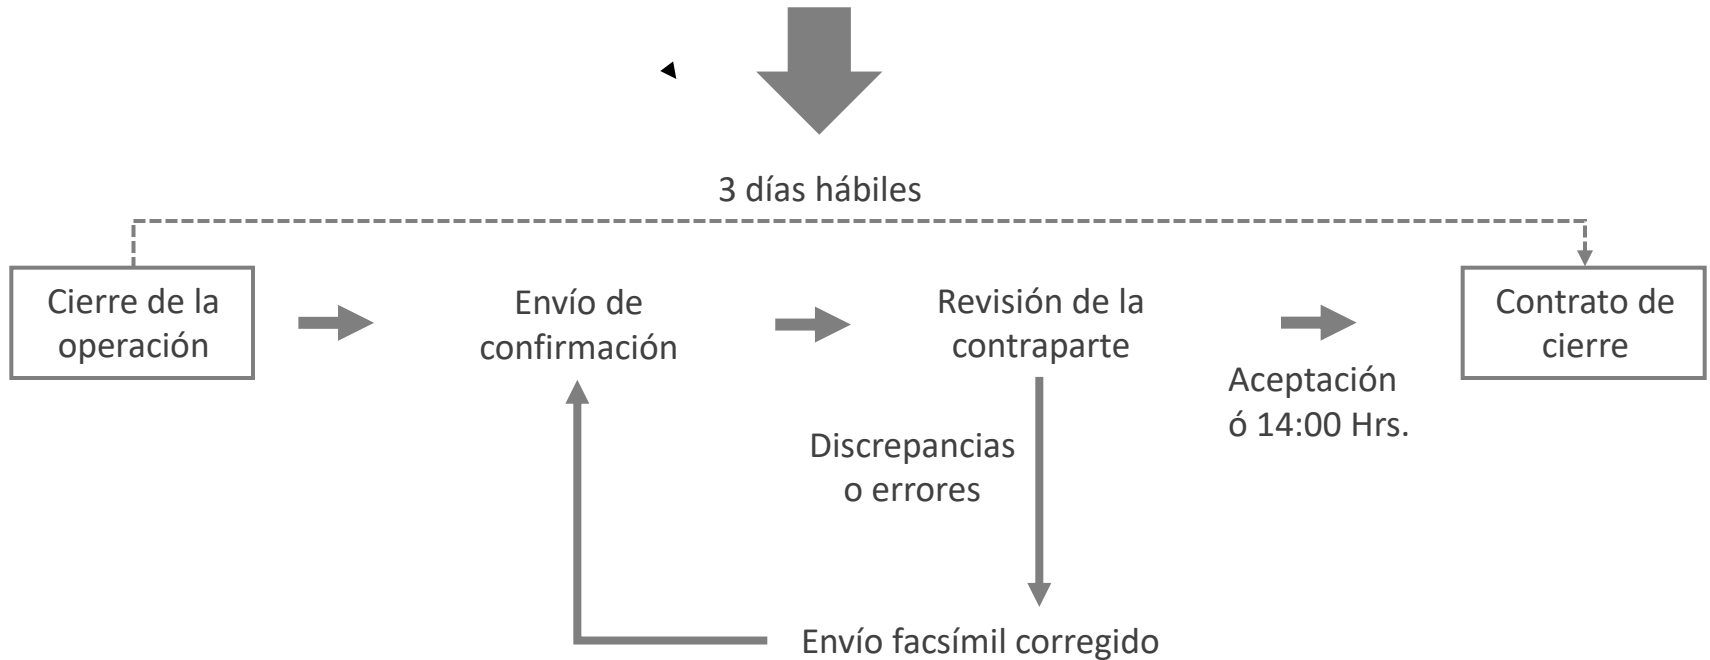 3 días hábiles
Cierre de la
operación
Envío de
confirmación
Revisión de la
contraparte
Contrato de
cierre
Aceptación
ó 14:00 Hrs.
Discrepancias
o errores
Envío facsímil corregido